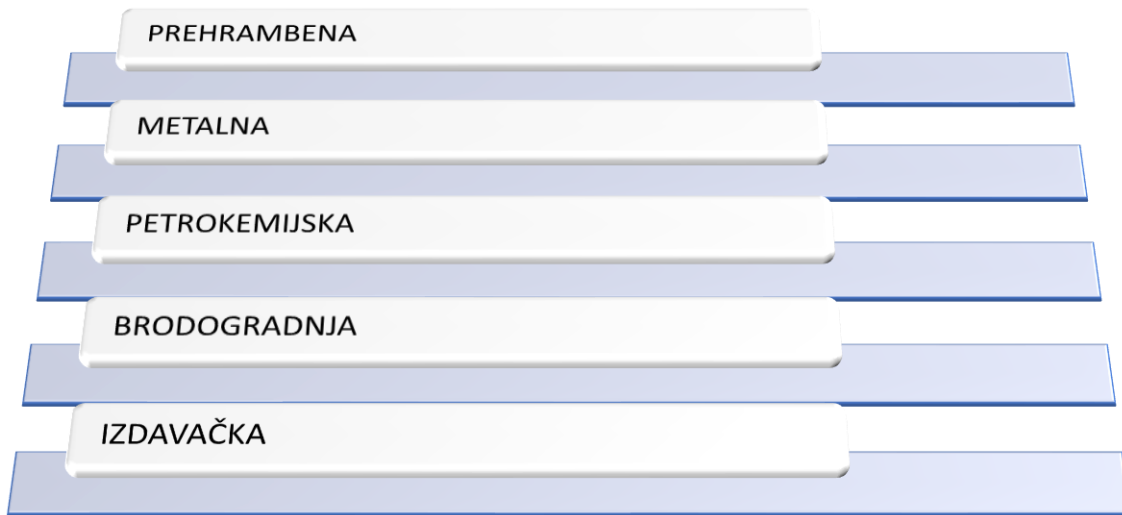 PREHRAMBENA
METALNA
PETROKEMIJSKA
BRODOGRADNJA
IZDAVAČKA